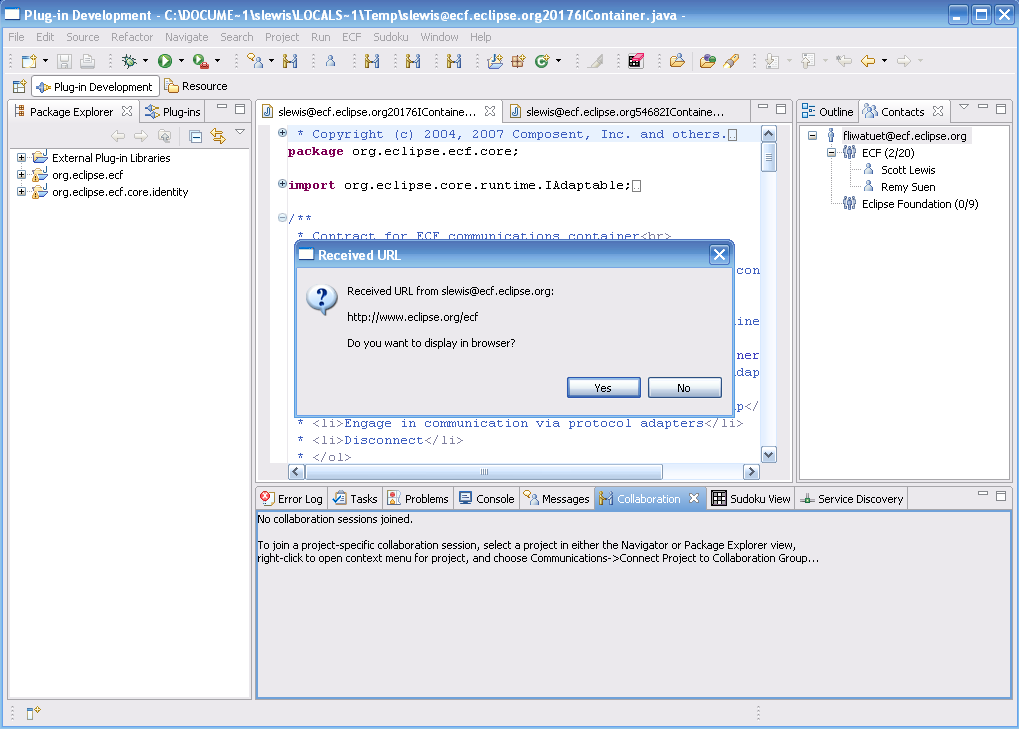 Plug-in Development - C:\DOCUME~1\slewis\LOCALS~1\Temp\slewis@ecf.eclipse.org20176IContainer.java -
File Edit Source Refactor Navigate Search Project Run ECF Sudoku Window Help
Plug-in Development Resource
Package Explorer Plug-ins
External Plug-in Libraries
org.eclipse.ecf
org.eclipse.ecf.core.identity
slewis@ecf.eclipse.org20176IContaine... slewis@ecf.eclipse.org54682IContaine...
* Copyright (c) 2004, 2007 Component, Inc. and others.
package org.eclipse.ecf.core;
import org.eclipse.core.runtime.IAdaptable;
/**
* Contract for ECF communications container<br>
con
ine
ner
dap
p</
* <li>Engage in communication via protocol adapters</li>
* <li>Disconnect</li>
* </ol>
Received URL
Received URL from slewis@ecf.eclipse.org:
http://www.eclipse.org/ecf
Do you want to display in browser?
Yes No
Outline Contacts
fliwatuet@ecf.eclipse.org
ECF (2/20)
Scott Lewis
Remy Suen
Eclipse Foundation (0/9)
Error Log Tasks Problems Console Messages Collaboration Sudoku View Service Discovery
No collaboration sessions joined.
To join a project-specific collaboration session, select a project in either the Navigator or Package Explorer view,
right-click to open context menu for project, and choose Communications->Connect Project to Collaboration Group...